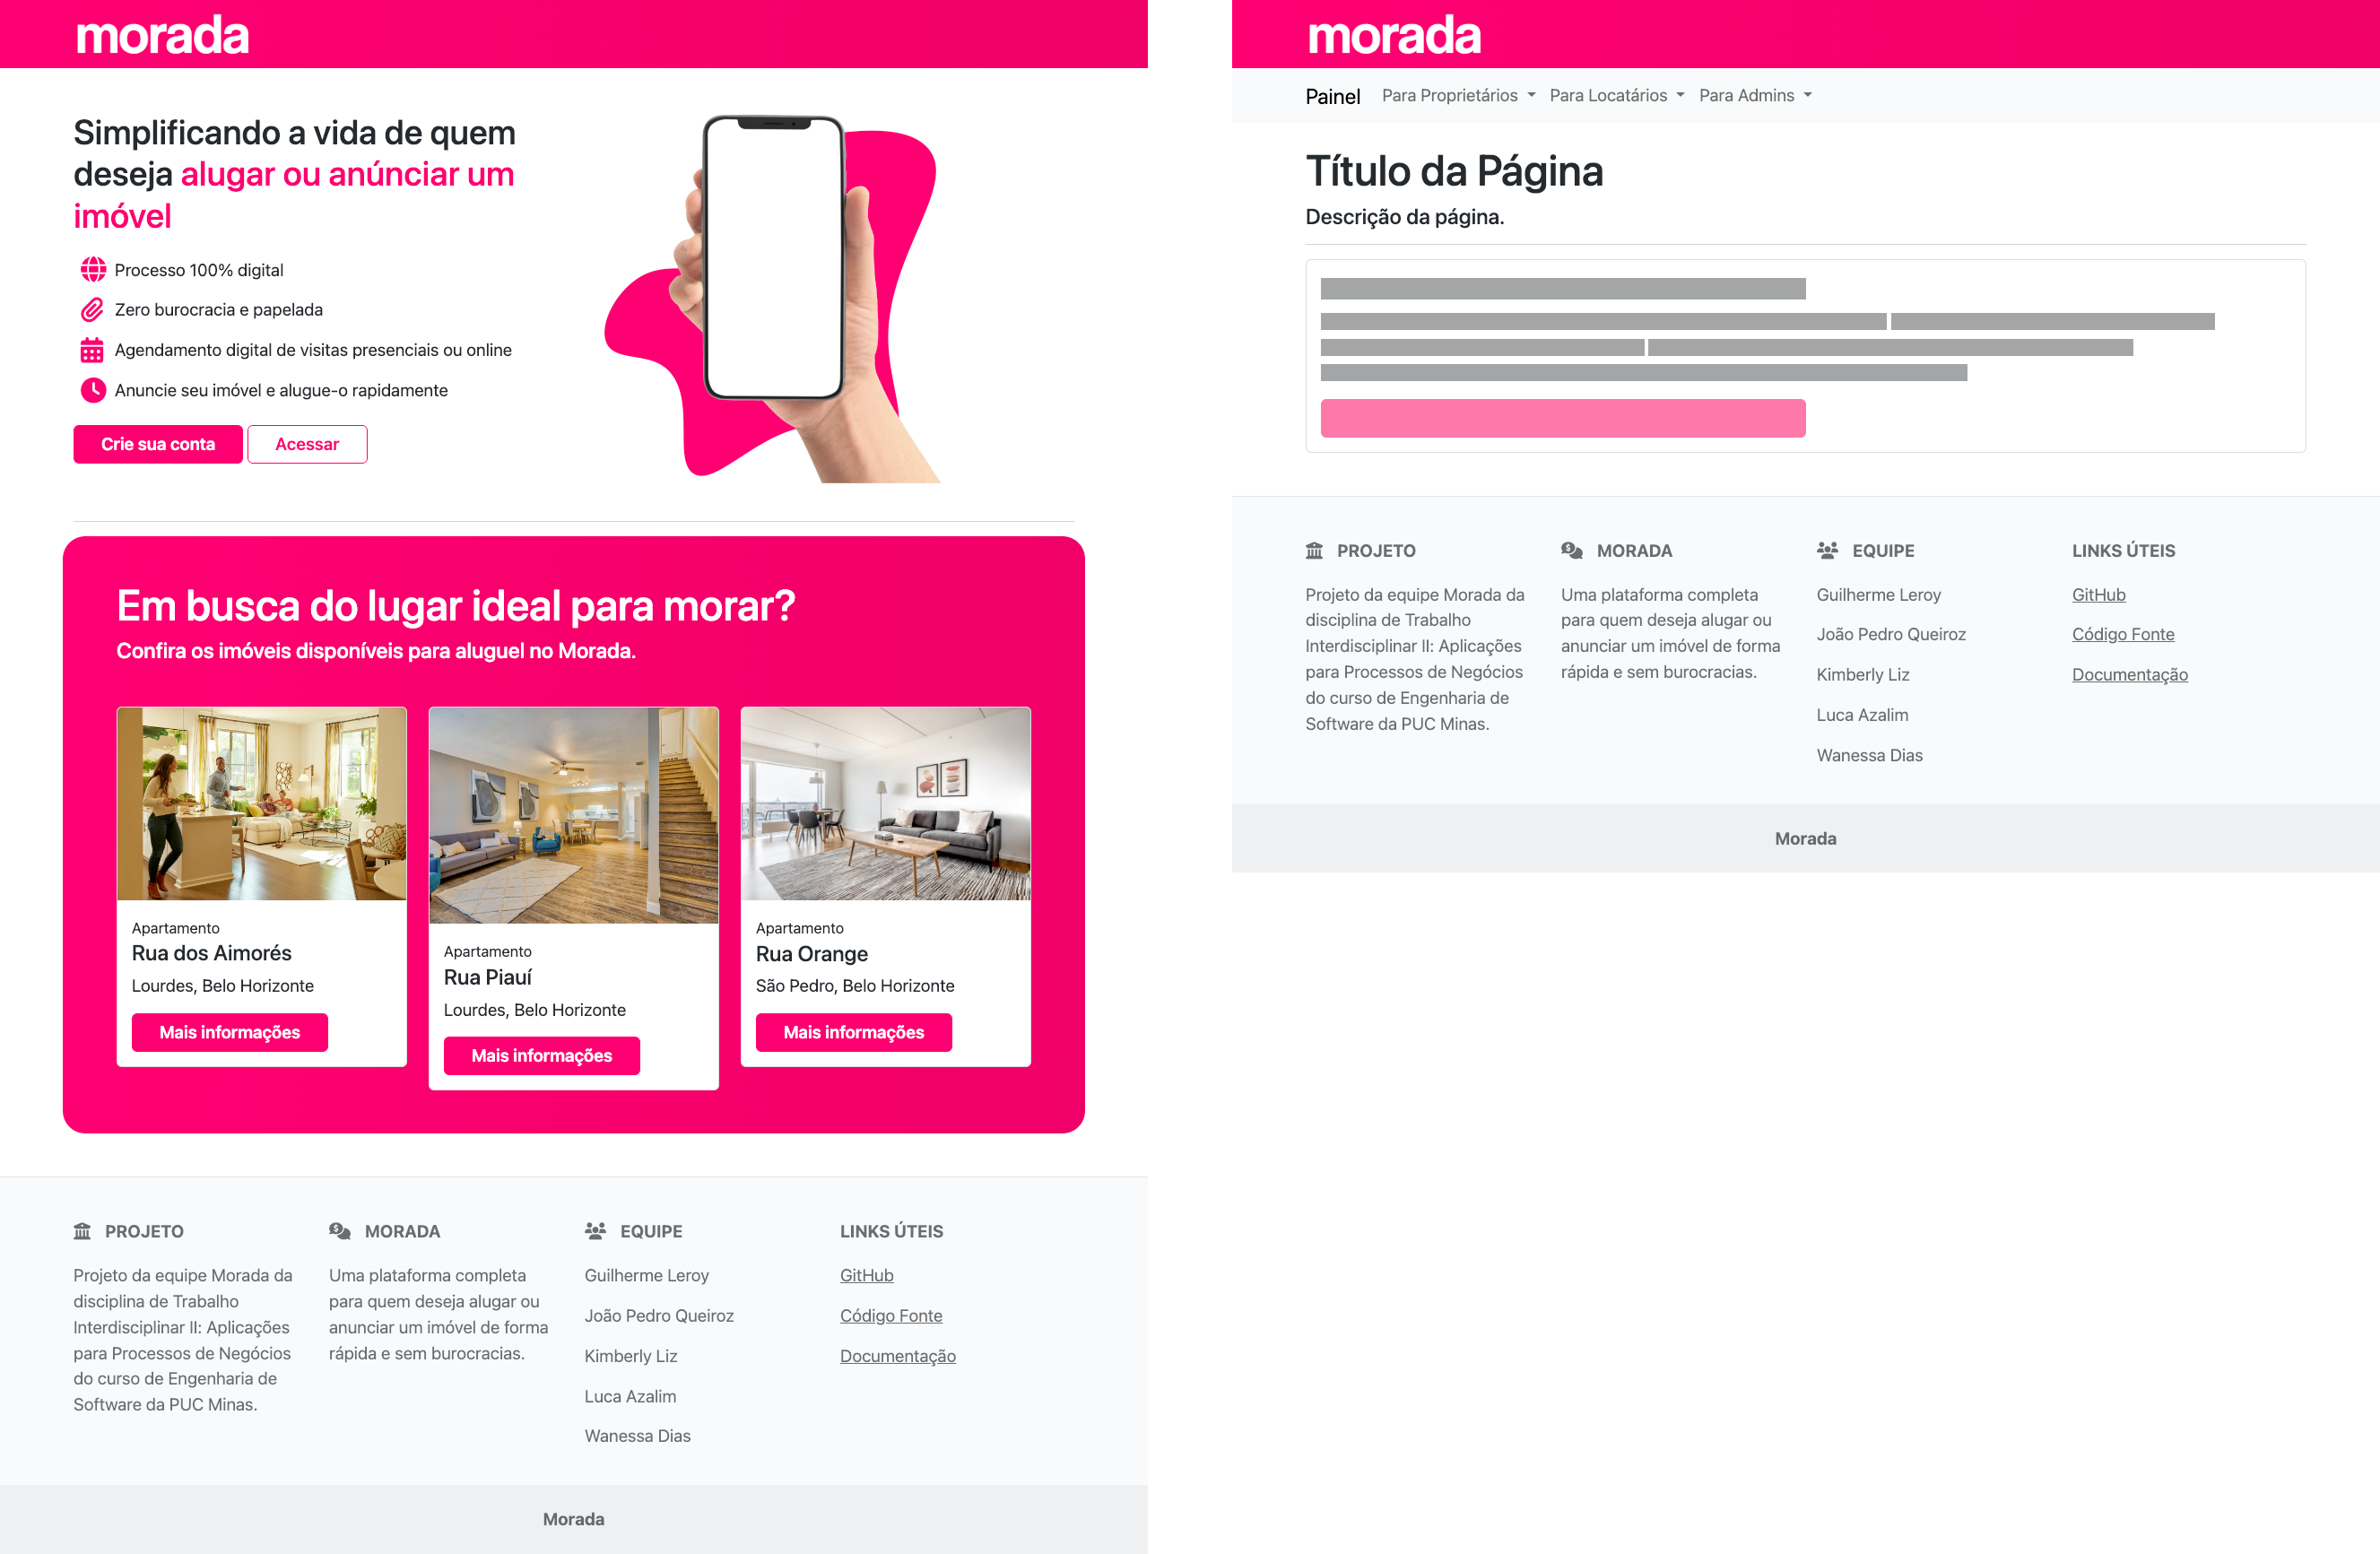 morada
Simplificando a vida de quem
deseja alugar ou anúnciar um
imóvel
Processo 100% digital
Zero burocracia e papelada
Agendamento digital de visitas presenciais ou online
Anuncie seu imóvel e alugue-o rapidamente
Crie sua conta
Acessar
Em busca do lugar ideal para morar?
Confira os imóveis disponíveis para aluguel no Morada.
Apartamento
Rua dos Aimorés
Lourdes, Belo Horizonte
Mais informações
Apartamento
Rua Piauí
Lourdes, Belo Horizonte
Mais informações
Apartamento
Rua Orange
São Pedro, Belo Horizonte
Mais informações
PROJETO
Projeto da equipe Morada da
disciplina de Trabalho
Interdisciplinar II: Aplicações
para Processos de Negócios
do curso de Engenharia de
Software da PUC Minas.
MORADA
Uma plataforma completa
para quem deseja alugar ou
anunciar um imóvel de forma
rápida e sem burocracias.
EQUIPE
Guilherme Leroy
João Pedro Queiroz
Kimberly Liz
Luca Azalim
Wanessa Dias
LINKS ÚTEIS
GitHub
Código Fonte
Documentação
Morada
morada
Painel Para Proprietários Para Locatários Para Admins
Título da Página
Descrição da página.
PROJETO
Projeto da equipe Morada da
disciplina de Trabalho
Interdisciplinar II: Aplicações
para Processos de Negócios
do curso de Engenharia de
Software da PUC Minas.
MORADA
Uma plataforma completa
para quem deseja alugar ou
anunciar um imóvel de forma
rápida e sem burocracias.
EQUIPE
Guilherme Leroy
João Pedro Queiroz
Kimberly Liz
Luca Azalim
Wanessa Dias
LINKS ÚTEIS
GitHub
Código Fonte
Documentação
Morada